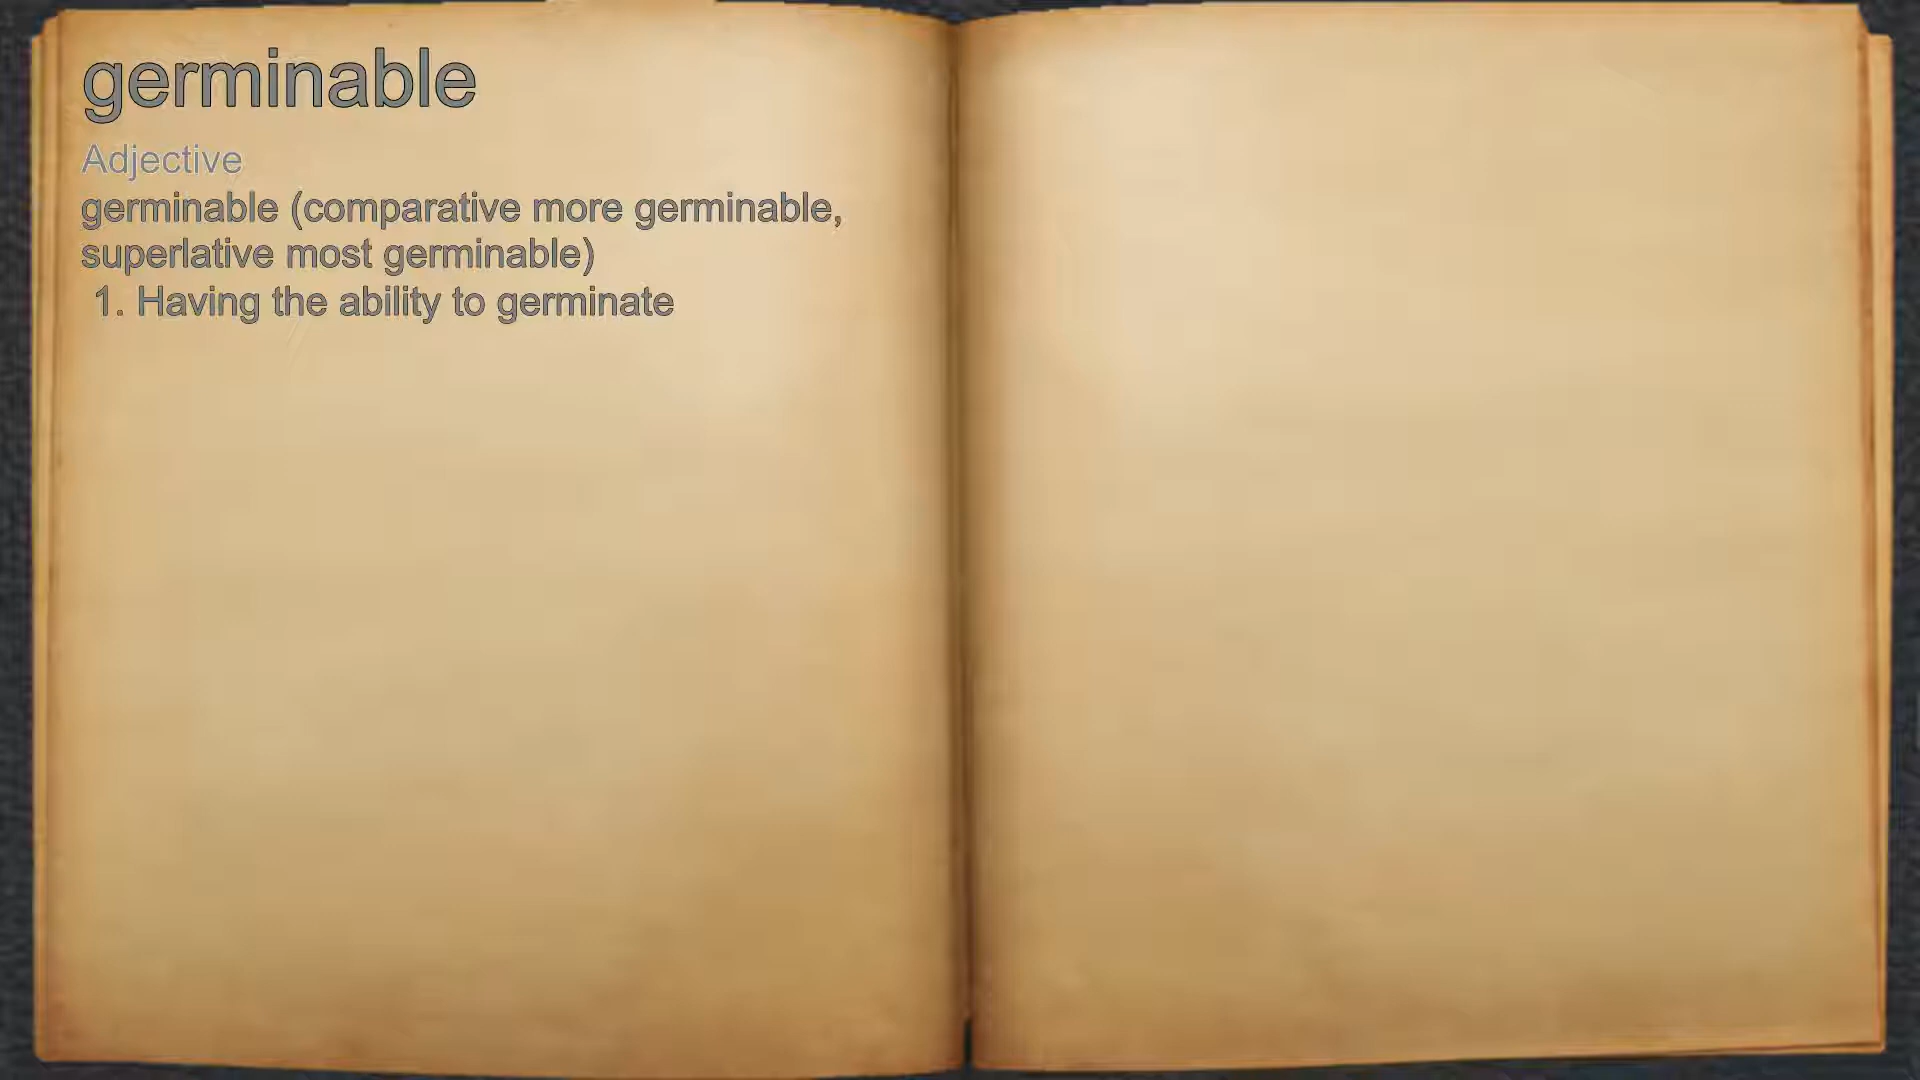 germinable
Adjective
germinable (comparative more germinable,
superlative most germinable)
1. Having the ability to germinate